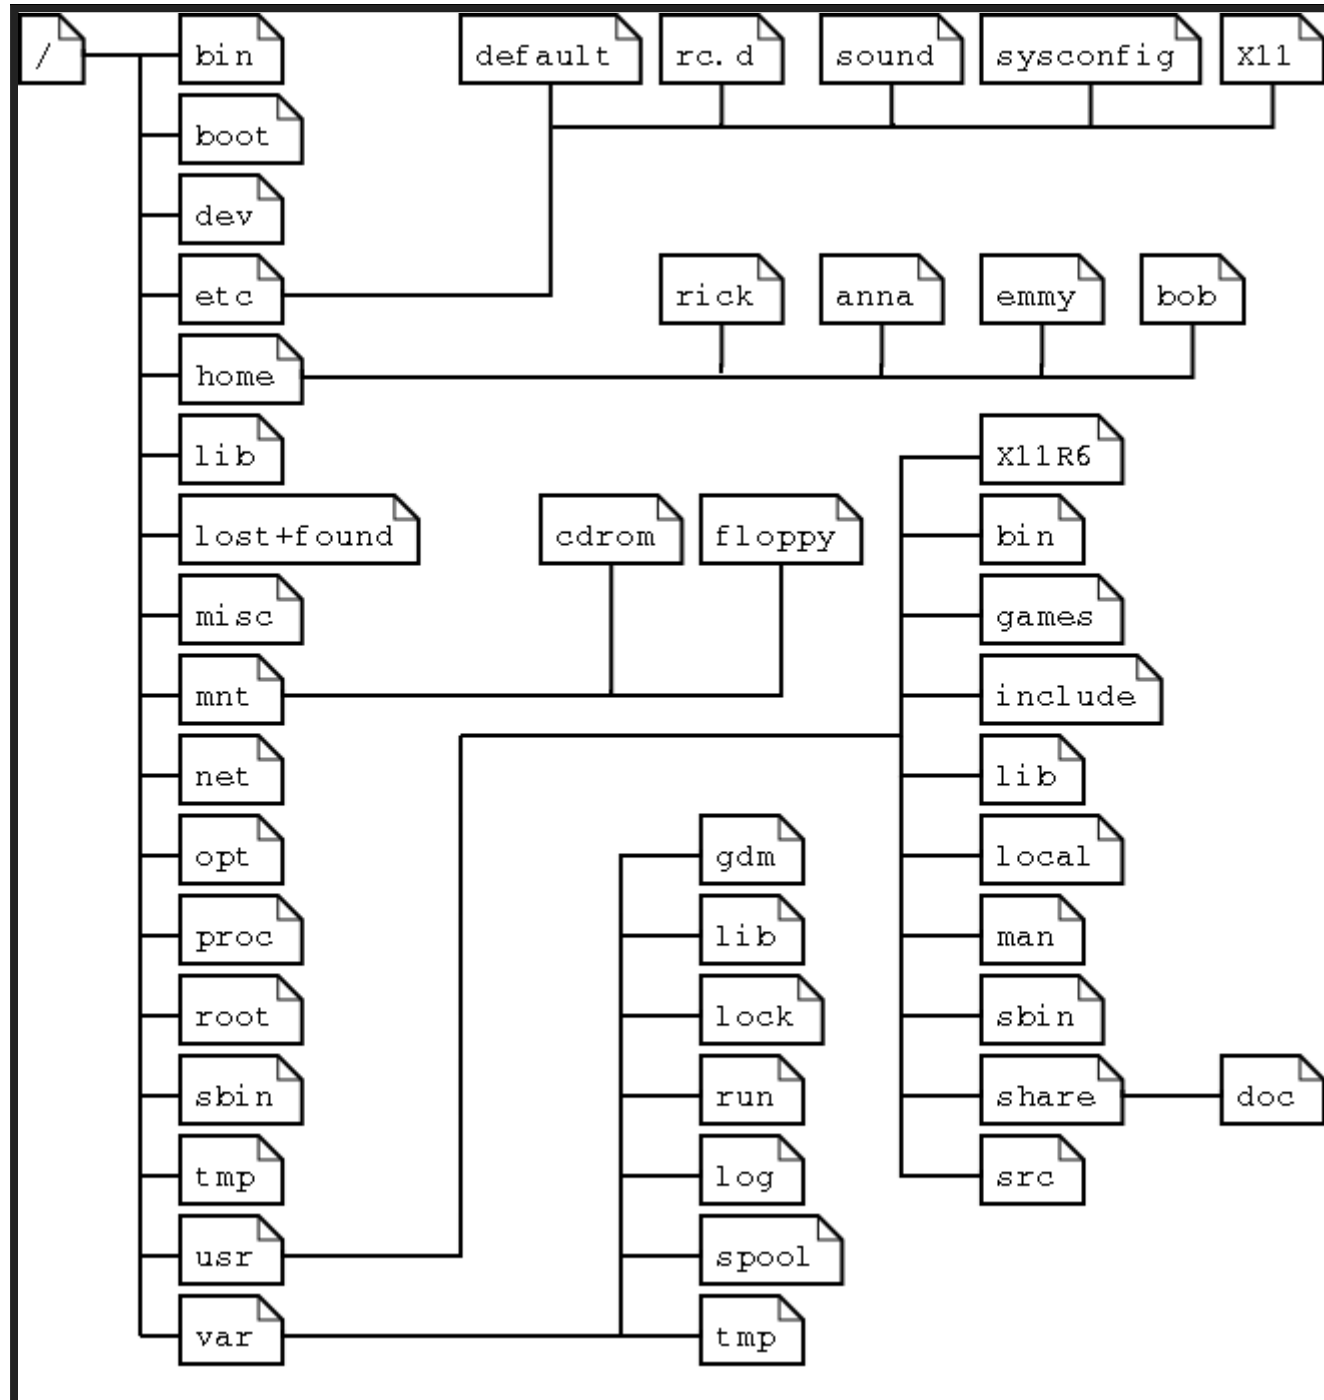 / bin default rc.d sound sysconfig X11
boot
dev
etc rick anna emmy bob
home
lib X11R6
lost+found cdrom floppy bin
misc games
mnt include
net lib
opt gdm local
proc lib man
root lock sbin
sbin run share doc
tmp log src
usr spool
var tmp